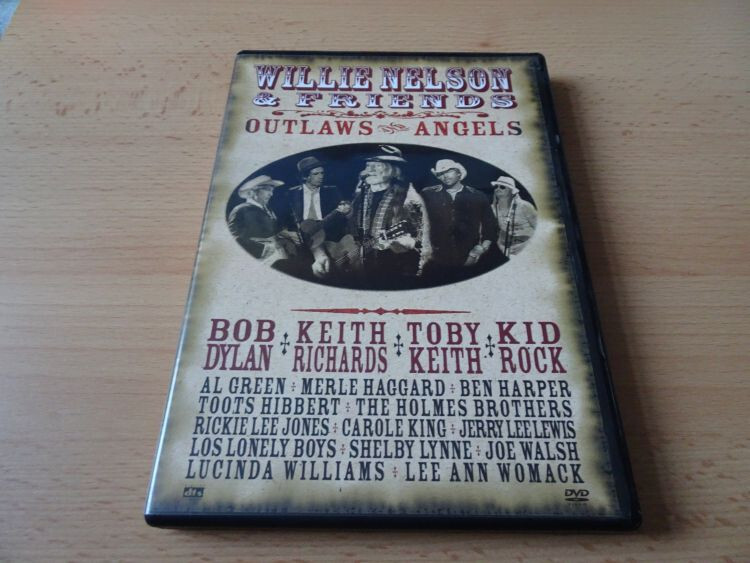 WILLIE NELSON
& FRIENDS
OUTLAWS AND ANGELS
BOB KEITH TOBY KID
DYLAN RICHARDS KEITH ROCK
AL GREEN MERLE HAGGARD BEN HARPER
TOOTS HIBBERT THE HOLMES BROTHERS
RICKIE LEE JONES CAROLE KING JERRY LEE LEWIS
LOS LONELY BOYS SHELBY LYNNE JOE WALSH
LUCINDA WILLIAMS LEE ANN WOMACK
dts DVD
VIDEO